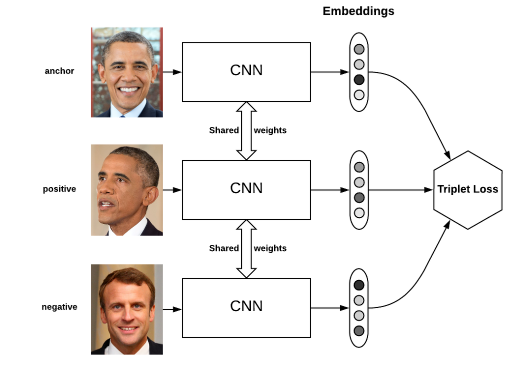 Embeddings
anchor
CNN
Shared weights
positive
CNN
Triplet Loss
Shared weights
negative
CNN